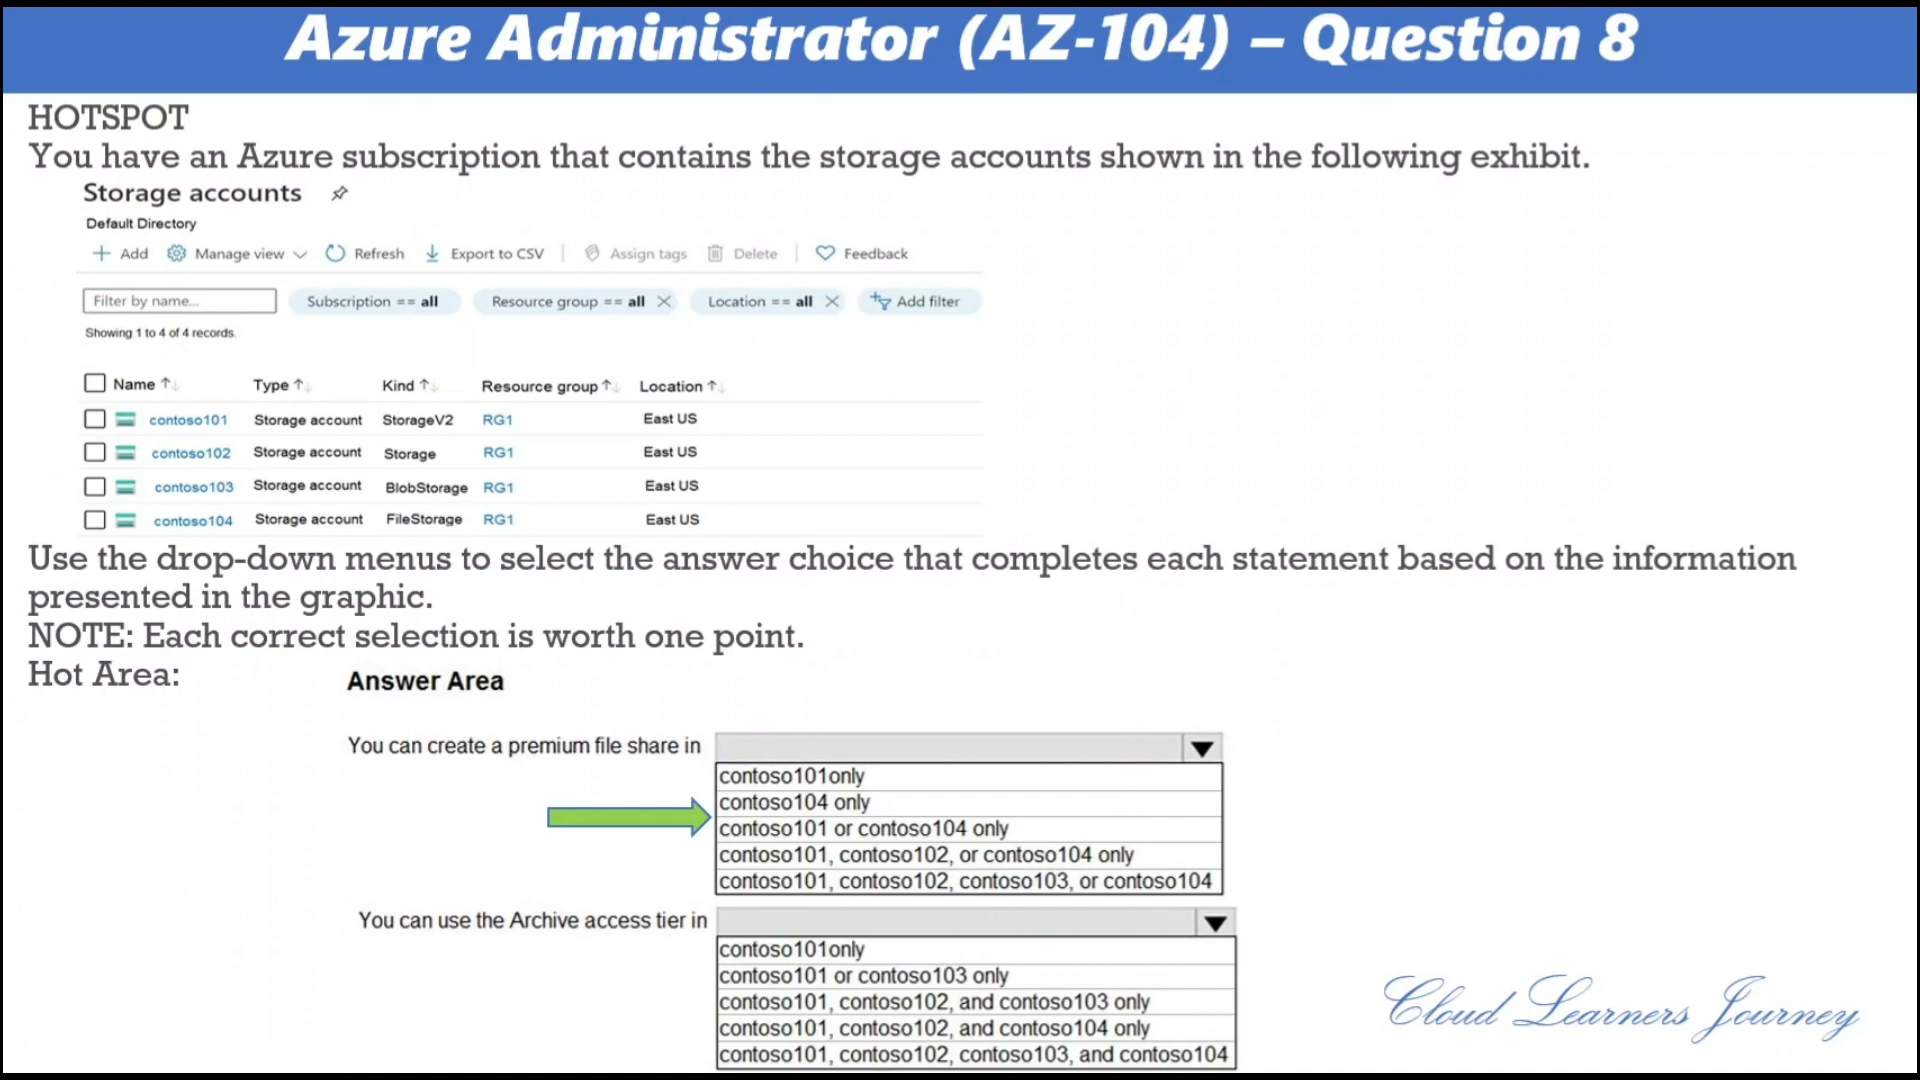 Azure Administrator (AZ-104) – Question 8
HOTSPOT
You have an Azure subscription that contains the storage accounts shown in the following exhibit.
Storage accounts
Default Directory
Add Manage view Refresh Export to CSV Assign tags Delete Feedback
Filter by name... Subscription == all Resource group == all Location == all Add filter
Showing 1 to 4 of 4 records.
Name Type Kind Resource group Location
contoso101 Storage account StorageV2 RG1 East US
contoso102 Storage account Storage RG1 East US
contoso103 Storage account BlobStorage RG1 East US
contoso104 Storage account FileStorage RG1 East US
Use the drop-down menus to select the answer choice that completes each statement based on the information
presented in the graphic.
NOTE: Each correct selection is worth one point.
Hot Area:
Answer Area
You can create a premium file share in
contoso101only
contoso104 only
contoso101 or contoso104 only
contoso101, contoso102, or contoso104 only
contoso101, contoso102, contoso103, or contoso104
You can use the Archive access tier in
contoso101only
contoso101 or contoso103 only
contoso101, contoso102, and contoso103 only
contoso101, contoso102, and contoso104 only
contoso101, contoso102, contoso103, and contoso104
Cloud Learners Journey